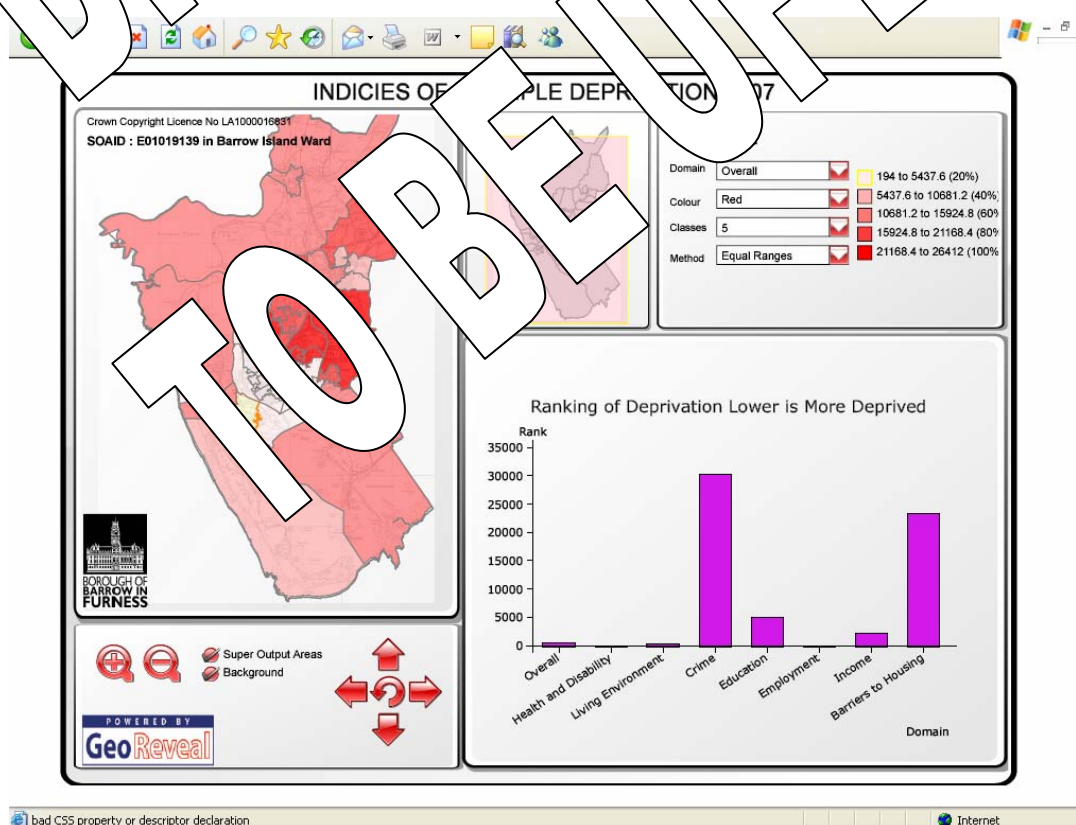 TO BE UP
INDICIES OF
TION
07
Crown Copyright Licence No LA1000016831
SOAID : E01019139 in Barrow Island Ward
Domain Overall
Colour Red
Classes 5
Method Equal Ranges
194 to 5437.6 (20%)
5437.6 to 10681.2 (40%)
10681.2 to 15924.8 (60%
15924.8 to 21168.4 (80%
21168.4 to 26412 (100%
BOROUGH OF
BARROW IN
FURNESS
Super Output Areas
Background
POWERED BY
GeoReveal
Ranking of Deprivation Lower is More Deprived
Rank
35000
30000
25000
20000
15000
10000
5000
0
Overall
Health and Disability
Living Environment
Crime
Education
Employment
Income
Barriers to Housing
Domain
bad CSS property or descriptor declaration
Internet